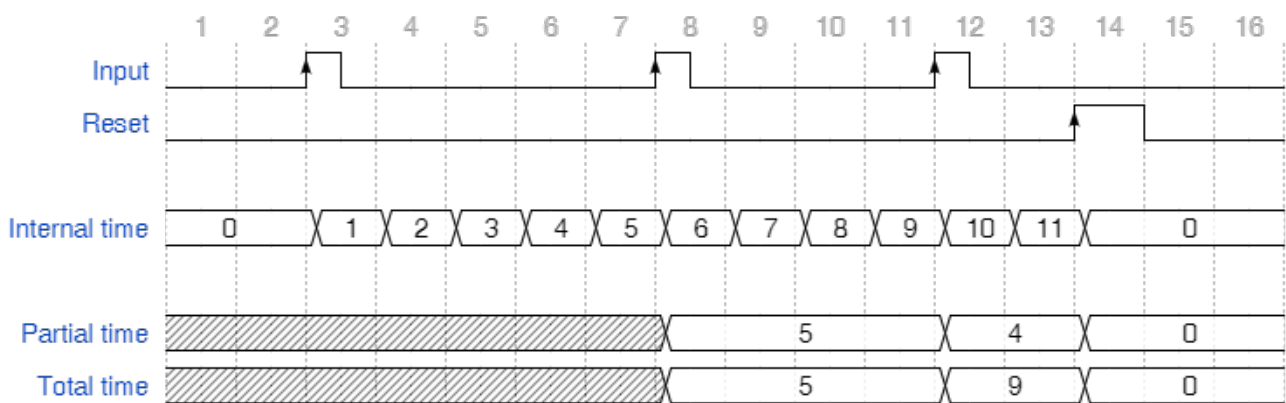 1 2 3 4 5 6 7 8 9 10 11 12 13 14 15 16
Input
Reset
Internal time 0 1 2 3 4 5 6 7 8 9 10 11 0
Partial time 5 4 0
Total time 5 9 0